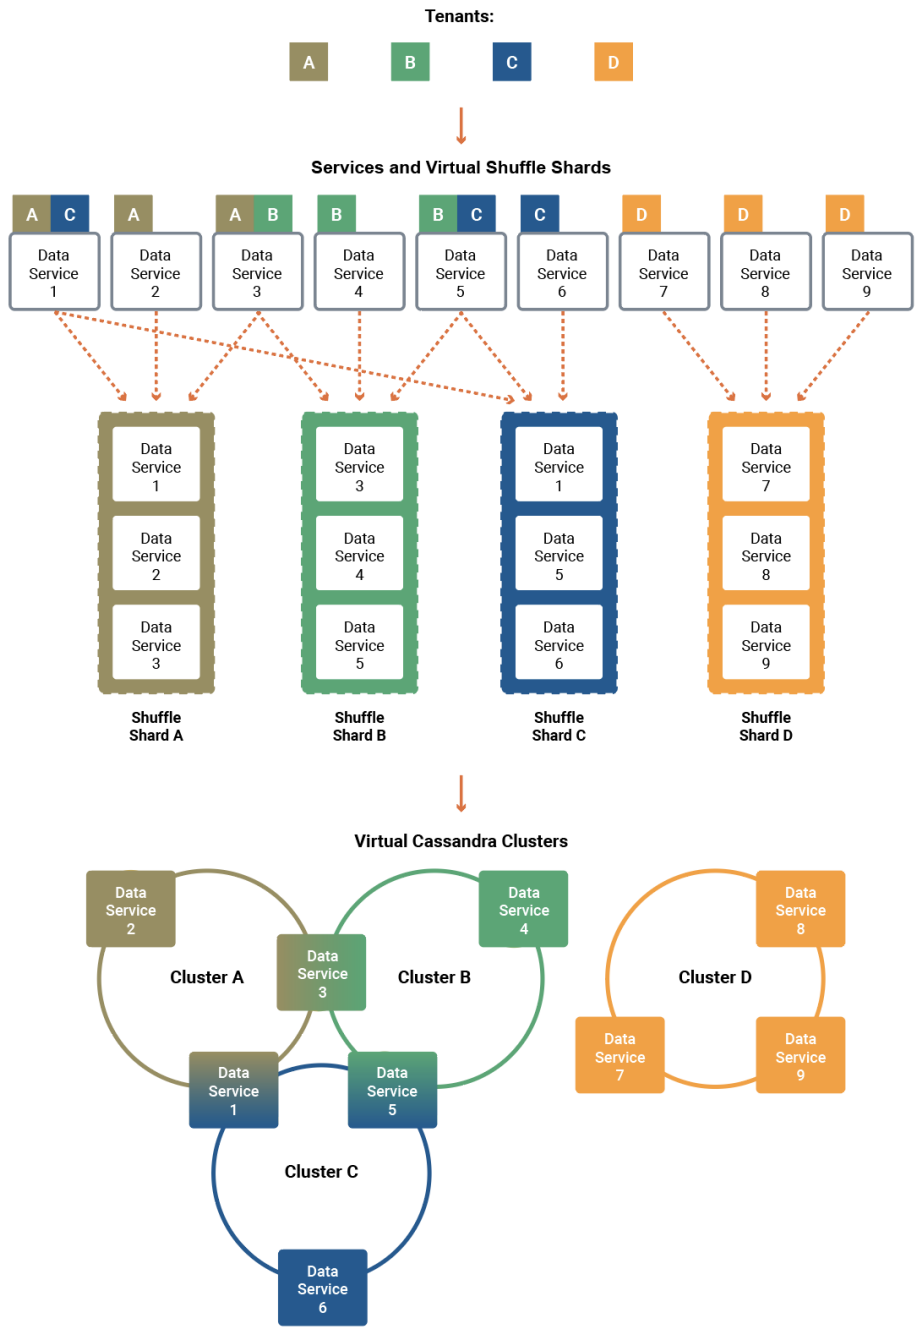 Tenants:
A B C D
Services and Virtual Shuffle Shards
A C A A B B B C C D D D
Data Data Data Data Data Data Data Data Data
Service Service Service Service Service Service Service Service Service
1 2 3 4 5 6 7 8 9
Data Data Data Data
Service Service Service Service
1 3 1 7
Data Data Data Data
Service Service Service Service
2 4 5 8
Data Data Data Data
Service Service Service Service
3 5 6 9
Shuffle Shuffle Shuffle Shuffle
Shard A Shard B Shard C Shard D
Virtual Cassandra Clusters
Data Data Data
Service Service Service
2 4 8
Data
Service
3
Cluster A Cluster B Cluster D
Data Data
Service Service
7 9
Data Data
Service Service
1 5
Cluster C
Data
Service
6